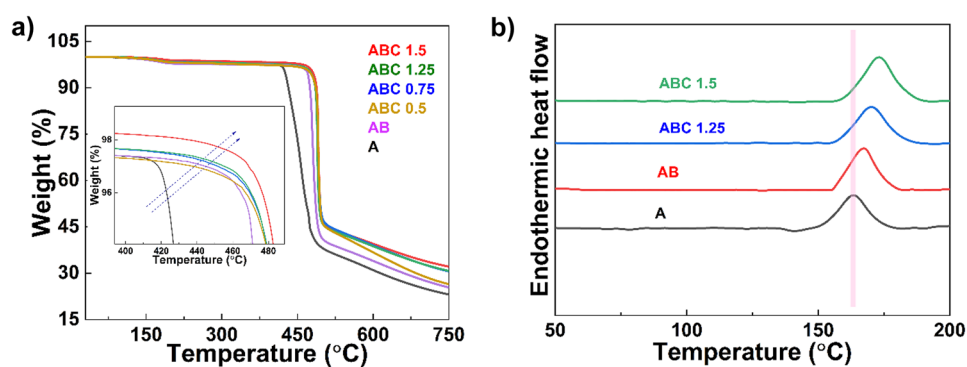 a)
Weight (%)
105
90
75
60
45
30
15
150
300
450
600
750
Temperature (°C)
ABC 1.5
ABC 1.25
ABC 0.75
ABC 0.5
AB
A
Weight (%)
98
96
400
420
440
460
480
Temperature (°C)
b)
Endothermic heat flow
ABC 1.5
ABC 1.25
AB
A
50
100
150
200
Temperature (°C)